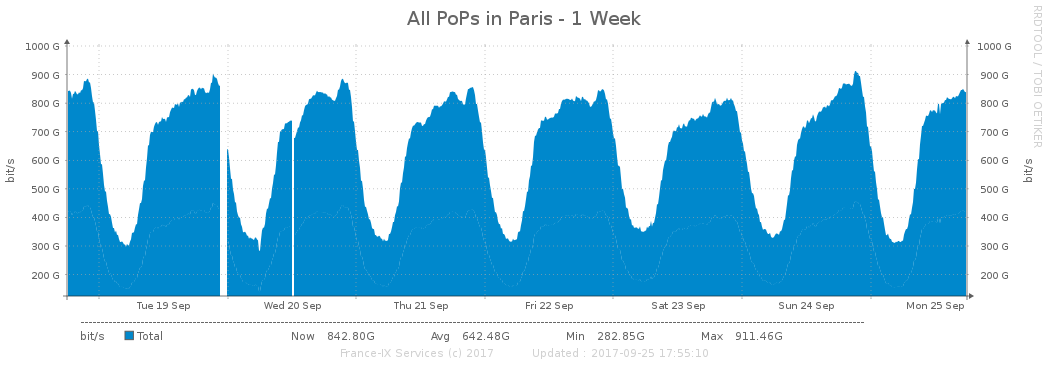 All PoPs in Paris - 1 Week
RRDTOOL / TOBI OETIKER
1000 G 1000 G
900 G 900 G
800 G 800 G
700 G 700 G
600 G 600 G
500 G 500 G
400 G 400 G
300 G 300 G
200 G 200 G
bit/s bit/s
Tue 19 Sep Wed 20 Sep Thu 21 Sep Fri 22 Sep Sat 23 Sep Sun 24 Sep Mon 25 Sep
bit/s Total Now 842.80G Avg 642.48G Min 282.85G Max 911.46G
France-IX Services (c) 2017 Updated : 2017-09-25 17:55:10